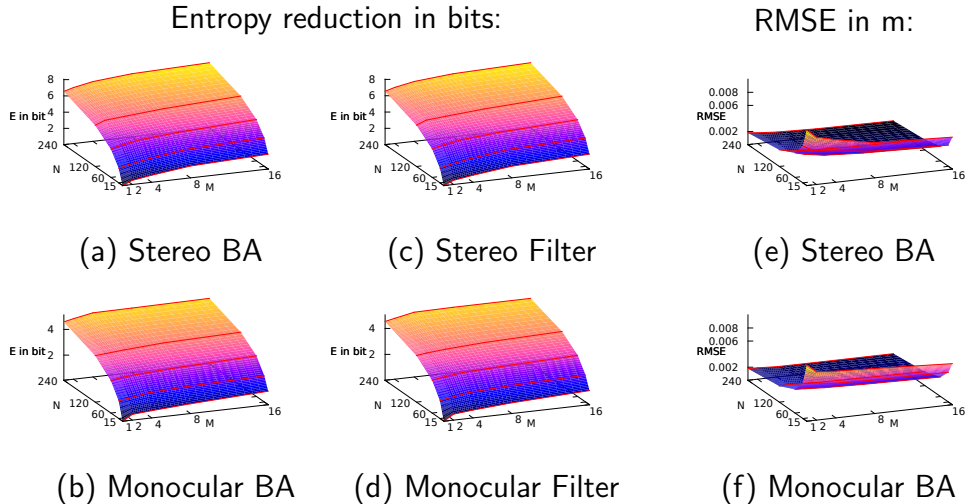 Entropy reduction in bits:
RMSE in m:
8
6
4
2
E in bit
240
N
120
60
15
1 2 4 8 M 16
8
6
4
2
E in bit
240
N
120
60
15
1 2 4 8 M 16
0.008
0.006
RMSE
0.002
240
N
120
60
15
1 2 4 8 M 16
(a) Stereo BA
(c) Stereo Filter
(e) Stereo BA
4
E in bit
2
240
N
120
60
15
1 2 4 8 M 16
4
E in bit
2
240
N
120
60
15
1 2 4 8 M 16
0.008
0.006
RMSE
0.002
240
N
120
60
15
1 2 4 8 M 16
(b) Monocular BA
(d) Monocular Filter
(f) Monocular BA